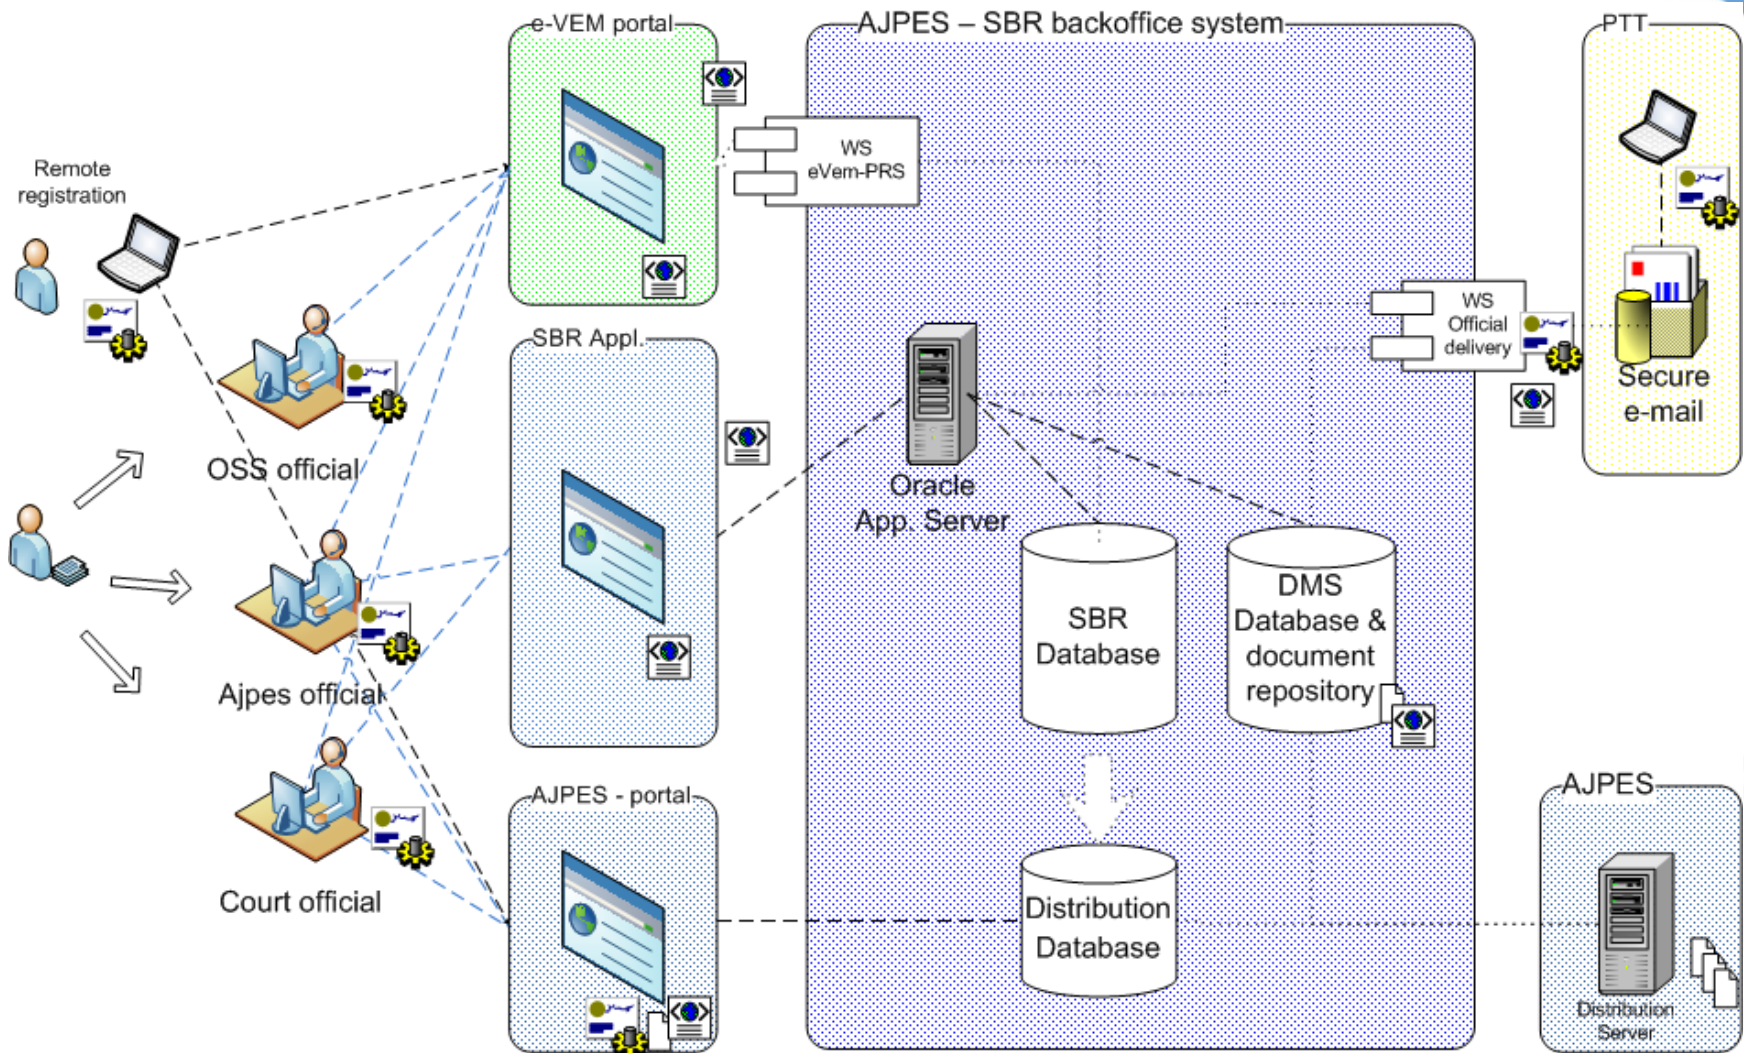 e-VEM portal
AJPES – SBR backoffice system
PTT
WS
eVem-PRS
Remote
registration
WS
Official
delivery
SBR Appl.
Secure
e-mail
OSS official
Oracle
App. Server
SBR
Database
DMS
Database &
document
repository
Ajpes official
AJPES - portal
AJPES
Court official
Distribution
Database
Distribution
Server